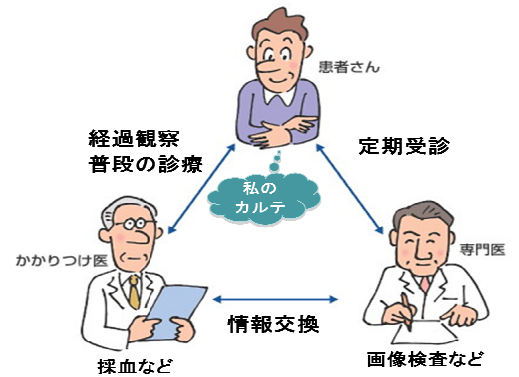 患者さん
経過観察
普段の診療
定期受診
私の
カルテ
かかりつけ医
専門医
情報交換
採血など
画像検査など